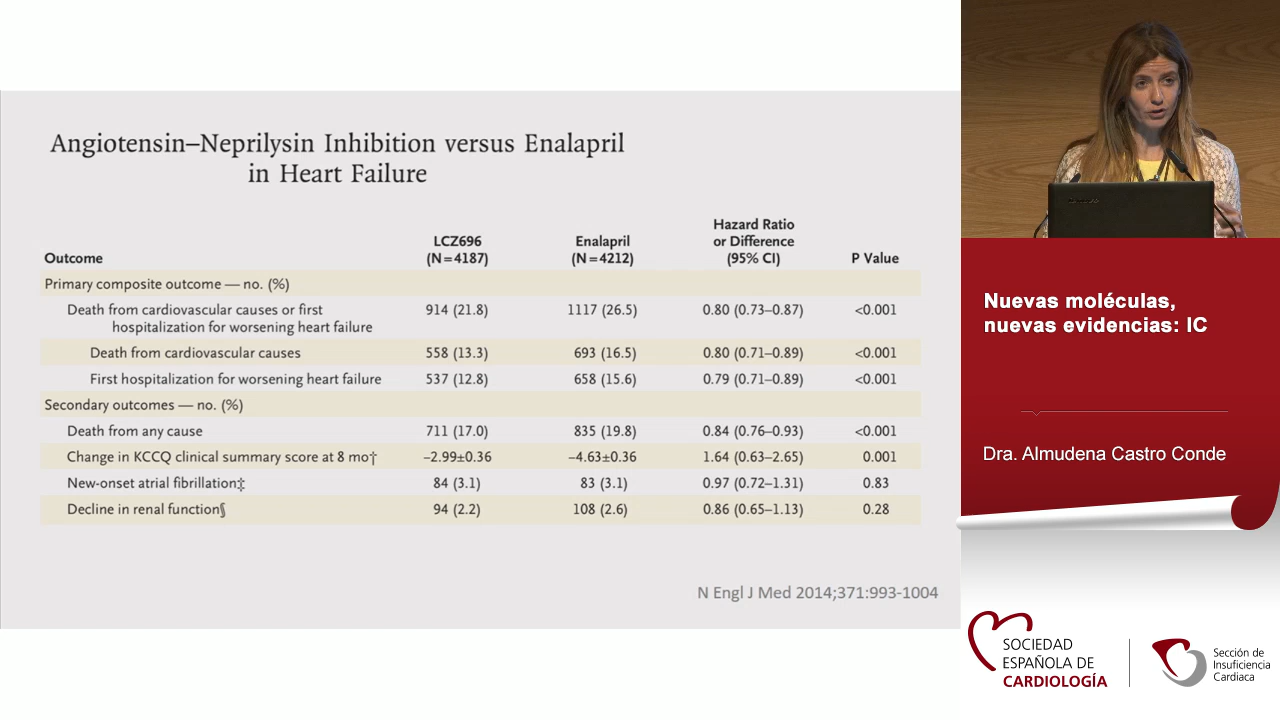 Angiotensin–Neprilysin Inhibition versus Enalapril
in Heart Failure
Outcome
LCZ696
(N=4187)
Enalapril
(N=4212)
Hazard Ratio
or Difference
(95% CI)
P Value
Primary composite outcome — no. (%)
Death from cardiovascular causes or first
hospitalization for worsening heart failure
914 (21.8)
1117 (26.5)
0.80 (0.73–0.87)
<0.001
Death from cardiovascular causes
558 (13.3)
693 (16.5)
0.80 (0.71–0.89)
<0.001
First hospitalization for worsening heart failure
537 (12.8)
658 (15.6)
0.79 (0.71–0.89)
<0.001
Secondary outcomes — no. (%)
Death from any cause
711 (17.0)
835 (19.8)
0.84 (0.76–0.93)
<0.001
Change in KCCQ clinical summary score at 8 mo†
–2.99±0.36
–4.63±0.36
1.64 (0.63–2.65)
0.001
New-onset atrial fibrillation‡
84 (3.1)
83 (3.1)
0.97 (0.72–1.31)
0.83
Decline in renal function§
94 (2.2)
108 (2.6)
0.86 (0.65–1.13)
0.28
N Engl J Med 2014;371:993-1004
Nuevas moléculas,
nuevas evidencias: IC
Dra. Almudena Castro Conde
SOCIEDAD
ESPAÑOLA DE
CARDIOLOGÍA
Sección de
Insuficiencia
Cardiaca